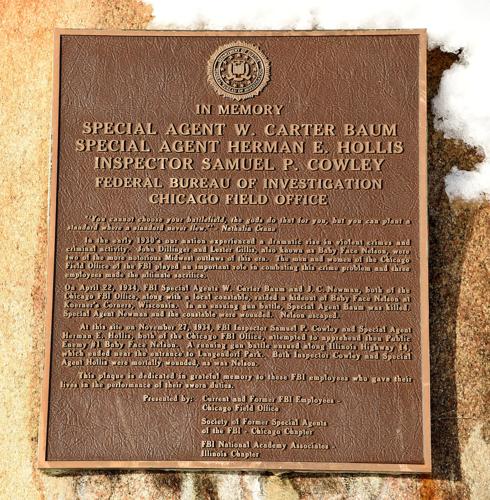 IN MEMORY
SPECIAL AGENT W. CARTER BAUM
SPECIAL AGENT HERMAN E. HOLLIS
INSPECTOR SAMUEL P. COWLEY
FEDERAL BUREAU OF INVESTIGATION
CHICAGO FIELD OFFICE
"You cannot choose your battlefield, the gods do that for you, but you can plant a
standard where a standard never flew." Nathalia Crane
In the early 1930's our nation experienced a dramatic rise in violent crimes and
criminal activity. John Dillinger and Lester Gillis, also known as Baby Face Nelson, were
two of the more notorious Midwest outlaws of this era. The men and women of the Chicago
Field Office of the FBI played an important role in combating this crime problem and three
employees made the ultimate sacrifice.
On April 22, 1934, FBI Special Agents W. Carter Baum and J. C. Newman, both of the
Chicago FBI Office, along with a local constable, raided a hideout of Baby Face Nelson at
Koerner's Corners, Wisconsin. In an ensuing gun battle, Special Agent Baum was killed.
Special Agent Newman and the constable were wounded. Nelson escaped.
At this site on November 27, 1934, FBI Inspector Samuel P. Cowley and Special Agent
Herman E. Hollis, both of the Chicago FBI Office, attempted to apprehend then Public
Enemy #1 Baby Face Nelson. A running gun battle ensued along Illinois Highway 14,
which ended near the entrance to Langendorf Park. Both Inspector Cowley and Special
Agent Hollis were mortally wounded, as was Nelson.
This plaque is dedicated in grateful memory to these FBI employees who gave their
lives in the performance of their sworn duties.
Presented by: Current and Former FBI Employees -
Chicago Field Office
Society of Former Special Agents
of the FBI - Chicago Chapter
FBI National Academy Associates -
Illinois Chapter